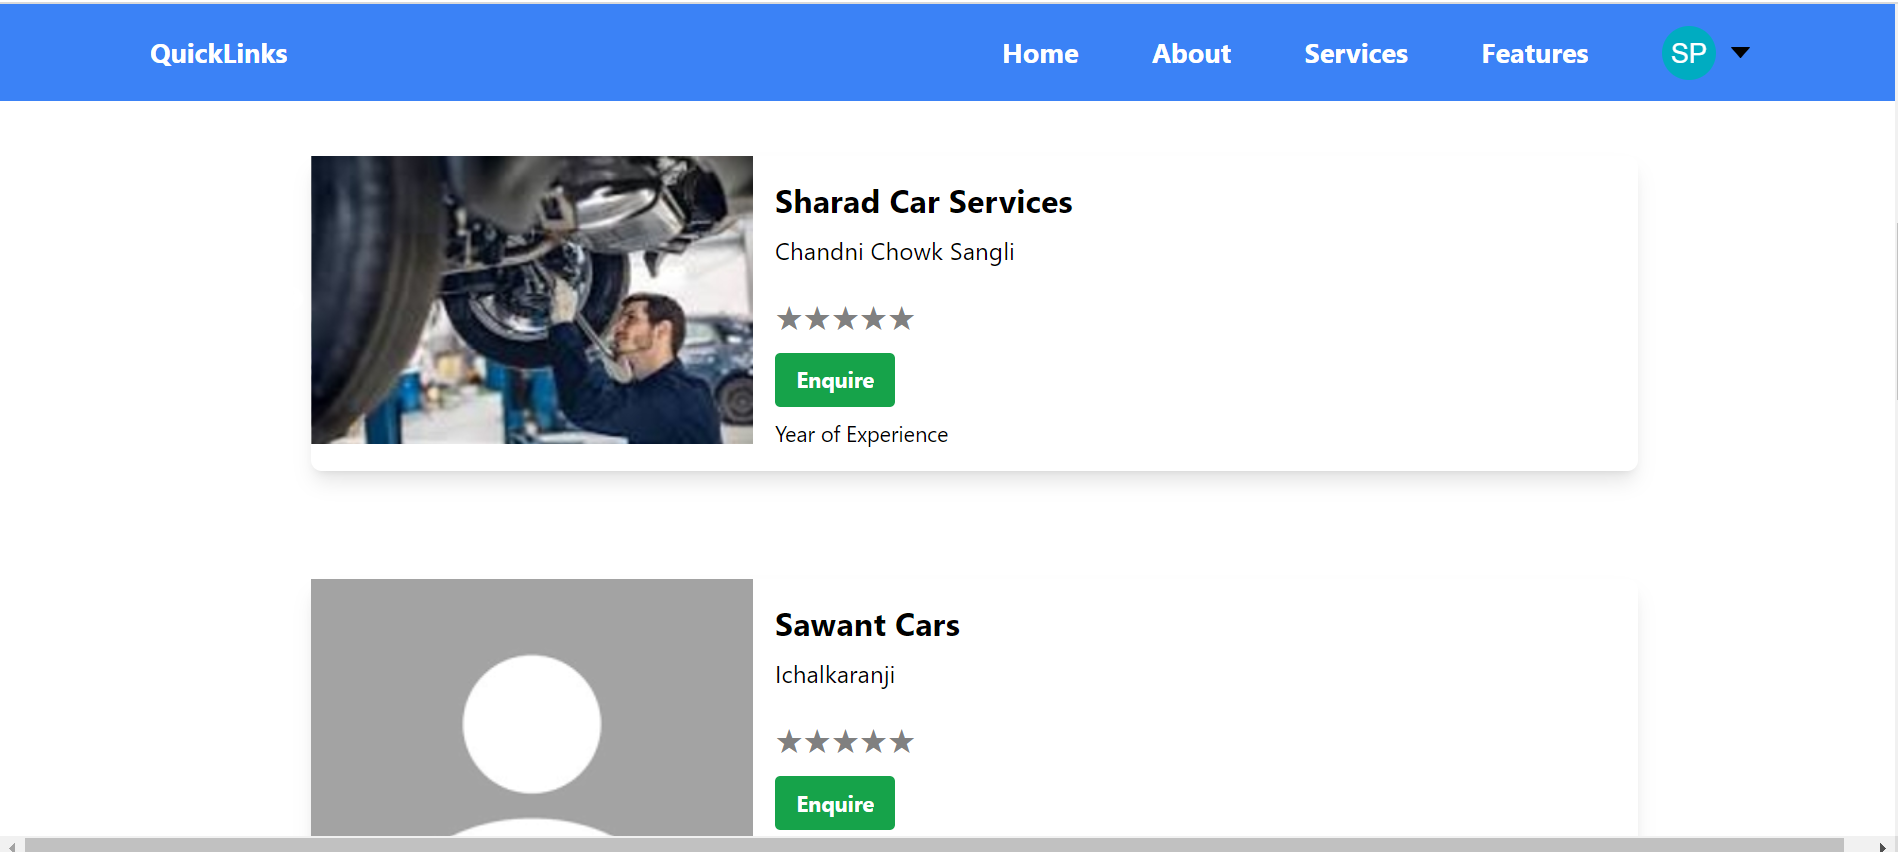 QuickLinks Home About Services Features SP
Sharad Car Services
Chandni Chowk Sangli
★★★★★
Enquire
Year of Experience
Sawant Cars
Ichalkaranji
★★★★★
Enquire